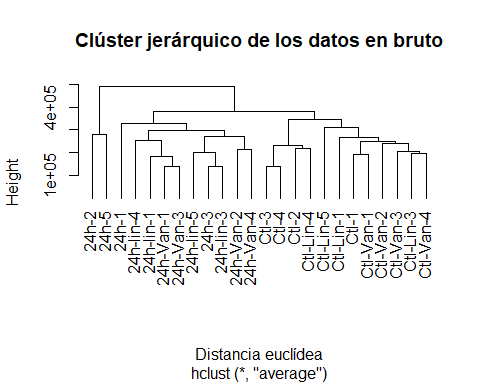 Clúster jerárquico de los datos en bruto
Height
4e+05
1e+05
24h-2
24h-5
24h-1
24h-lin-4
24h-lin-1
24h-Van-1
24h-Van-3
24h-lin-5
24h-3
24h-lin-3
24h-Van-2
24h-Van-4
Ctl-3
Ctl-4
Ctl-2
Ctl-Lin-4
Ctl-Lin-5
Ctl-Lin-1
Ctl-1
Ctl-Van-1
Ctl-Van-2
Ctl-Van-3
Ctl-Lin-3
Ctl-Van-4
Distancia euclídea
hclust (*, "average")